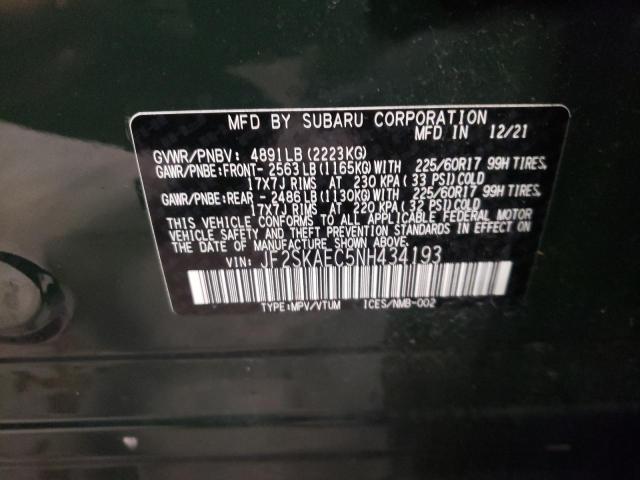 MFD BY SUBARU CORPORATION
MFD IN 12/21
GVWR/PNBV: 4891LB (2223KG)
GAWR/PNBE:FRONT- 2563LB (1165KG) WITH 225/60R17 99H TIRES,
17X7J RIMS AT 230 KPA (33 PSI) COLD
GAWR/PNBE:REAR - 2486LB (1130KG) WITH 225/60R17 99H TIRES,
17X7J RIMS AT 220 KPA (32 PSI) COLD
THIS VEHICLE CONFORMS TO ALL APPLICABLE FEDERAL MOTOR
VEHICLE SAFETY AND THEFT PREVENTION STANDARDS IN EFFECT ON
THE DATE OF MANUFACTURE SHOWN ABOVE.
VIN: JF2SKAEC5NH434193
TYPE:MPV/VTUM ICES/NMB-002